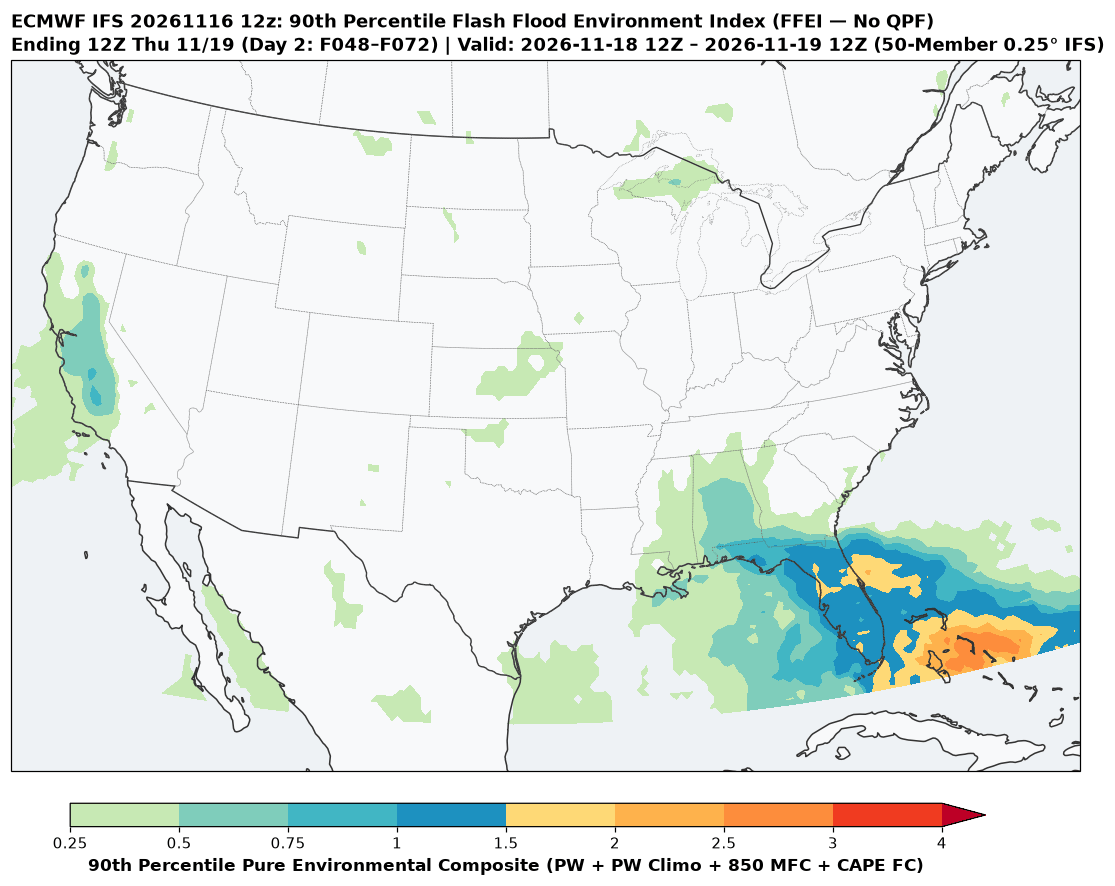 ECMWF IFS 20261116 12z: 90th Percentile Flash Flood Environment Index (FFEI — No QPF)
Ending 12Z Thu 11/19 (Day 2: F048–F072) | Valid: 2026-11-18 12Z – 2026-11-19 12Z (50-Member 0.25° IFS)
0.25 0.5 0.75 1 1.5 2 2.5 3 4
90th Percentile Pure Environmental Composite (PW + PW Climo + 850 MFC + CAPE FC)